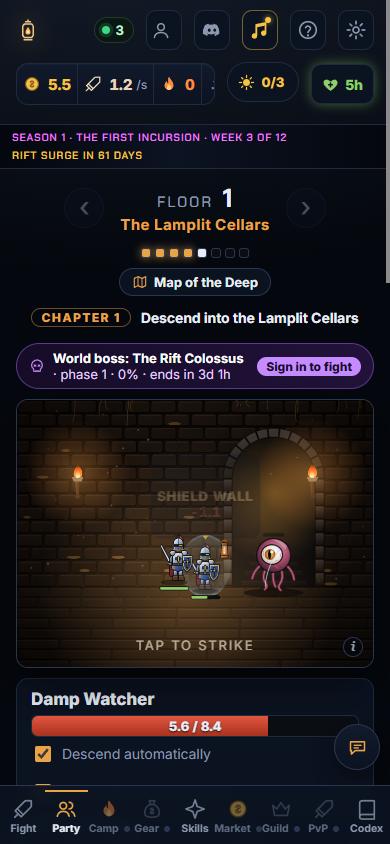 3
5.5 1.2 /s 0 0/3 5h
SEASON 1 · THE FIRST INCURSION · WEEK 3 OF 12
RIFT SURGE IN 61 DAYS
FLOOR 1
The Lamplit Cellars
Map of the Deep
CHAPTER 1 Descend into the Lamplit Cellars
World boss: The Rift Colossus
· phase 1 · 0% · ends in 3d 1h
Sign in to fight
SHIELD WALL
-1.1
TAP TO STRIKE
i
Damp Watcher
5.6 / 8.4
Descend automatically
Fight Party Camp Gear Skills Market Guild PvP Codex